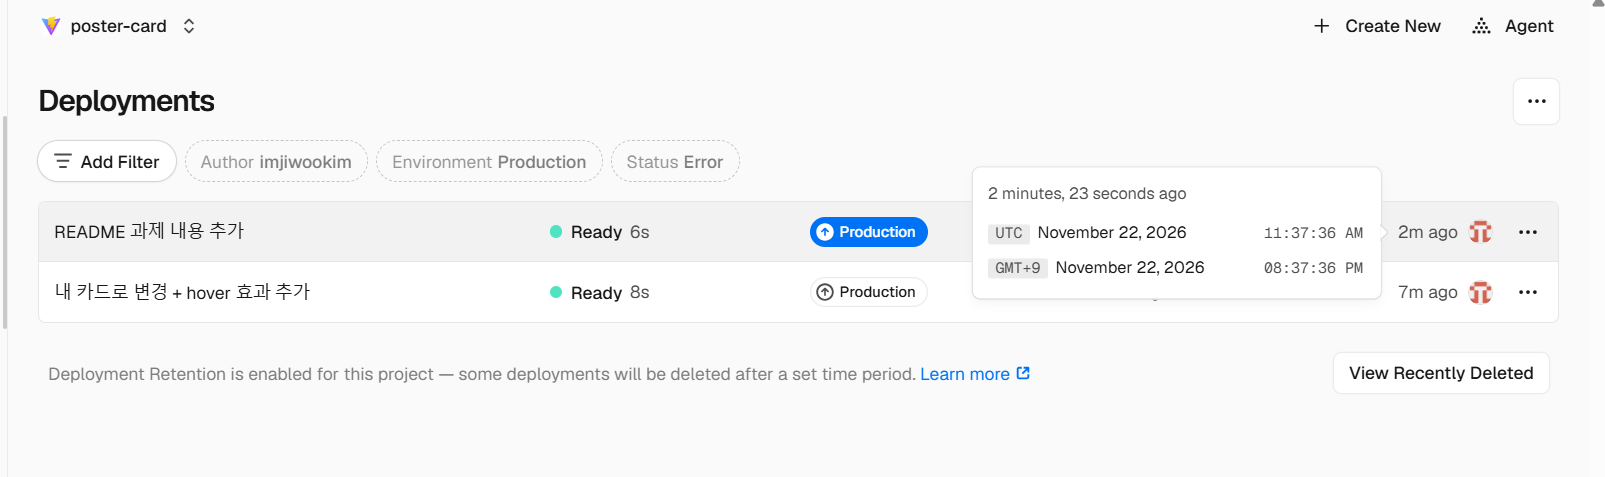 poster-card
Create New
Agent
Deployments
Add Filter
Author imjiwookim
Environment Production
Status Error
2 minutes, 23 seconds ago
UTC November 22, 2026 11:37:36 AM
GMT+9 November 22, 2026 08:37:36 PM
README 과제 내용 추가 Ready 6s Production 2m ago
내 카드로 변경 + hover 효과 추가 Ready 8s Production 7m ago
Deployment Retention is enabled for this project — some deployments will be deleted after a set time period. Learn more
View Recently Deleted